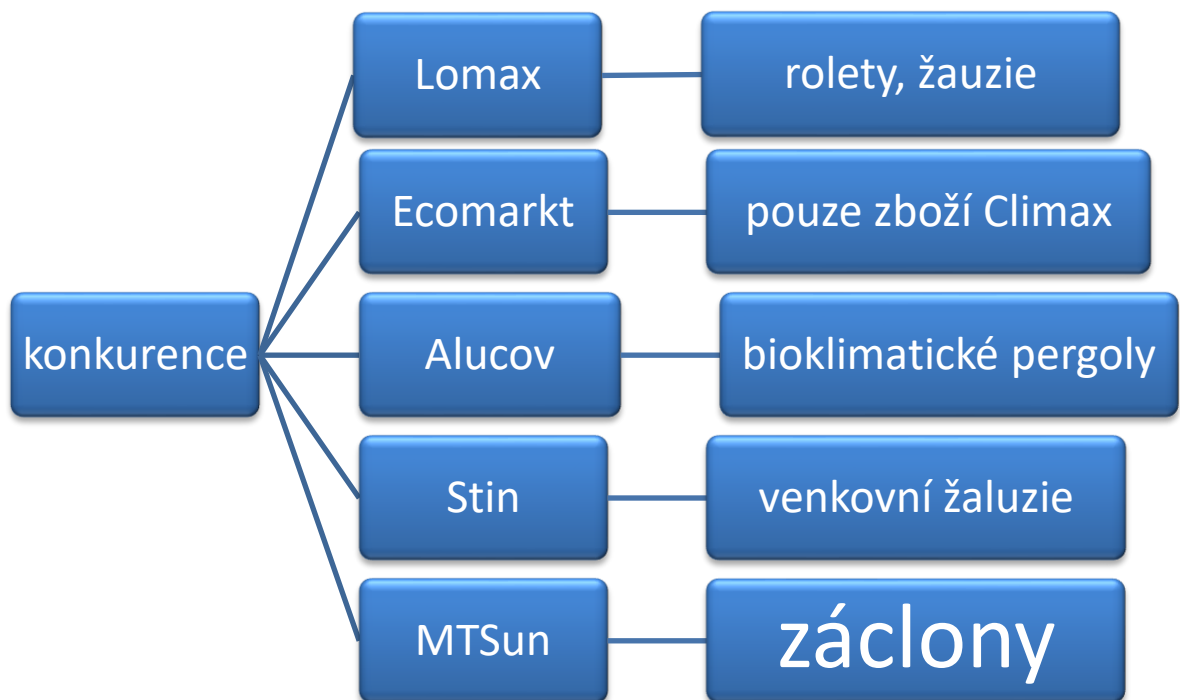 Lomax
rolety, žauzie
Ecomarkt
pouze zboží Climax
konkurence
Alucov
bioklimatické pergoly
Stin
venkovní žaluzie
MTSun
záclony